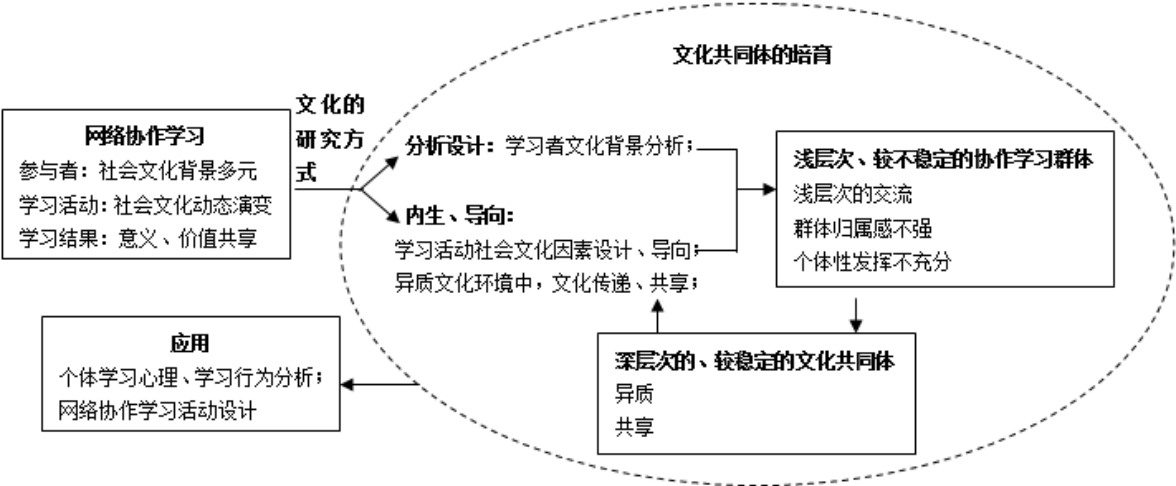 文化共同体的培育
网络协作学习
参与者：社会文化背景多元
学习活动：社会文化动态演变
学习结果：意义、价值共享
文化的
研究方
式
分析设计：学习者文化背景分析；
内生、导向：
学习活动社会文化因素设计、导向；
异质文化环境中，文化传递、共享；
浅层次、较不稳定的协作学习群体
浅层次的交流
群体归属感不强
个体性发挥不充分
深层次的、较稳定的文化共同体
异质
共享
应用
个体学习心理、学习行为分析；
网络协作学习活动设计